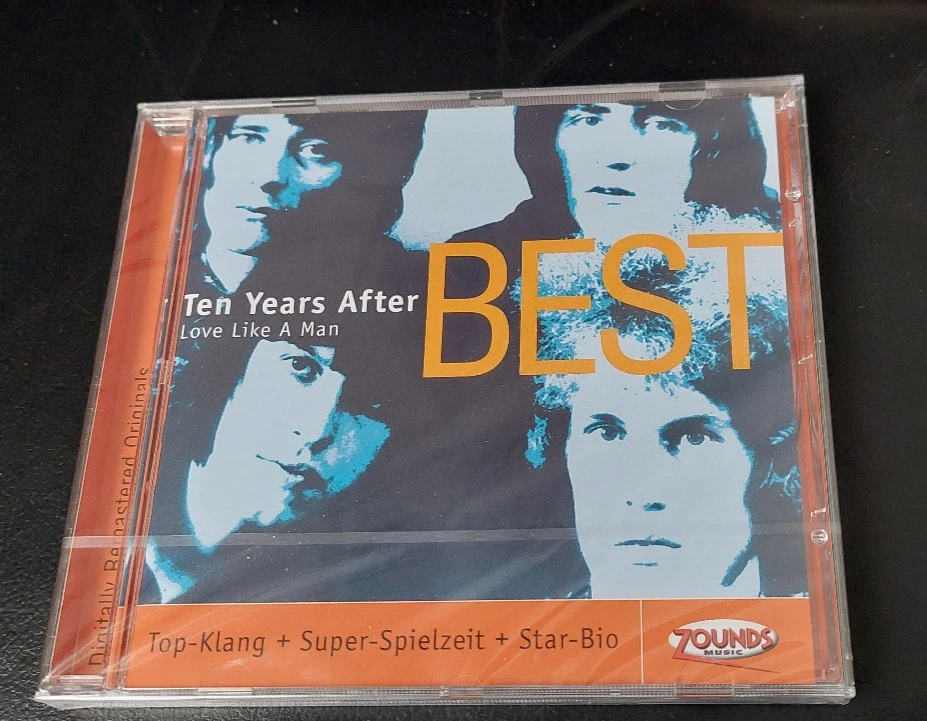 Ten Years After
Love Like A Man
BEST
Digitally Remastered Originals
Top-Klang + Super-Spielzeit + Star-Bio
ZOUNDS
MUSIC